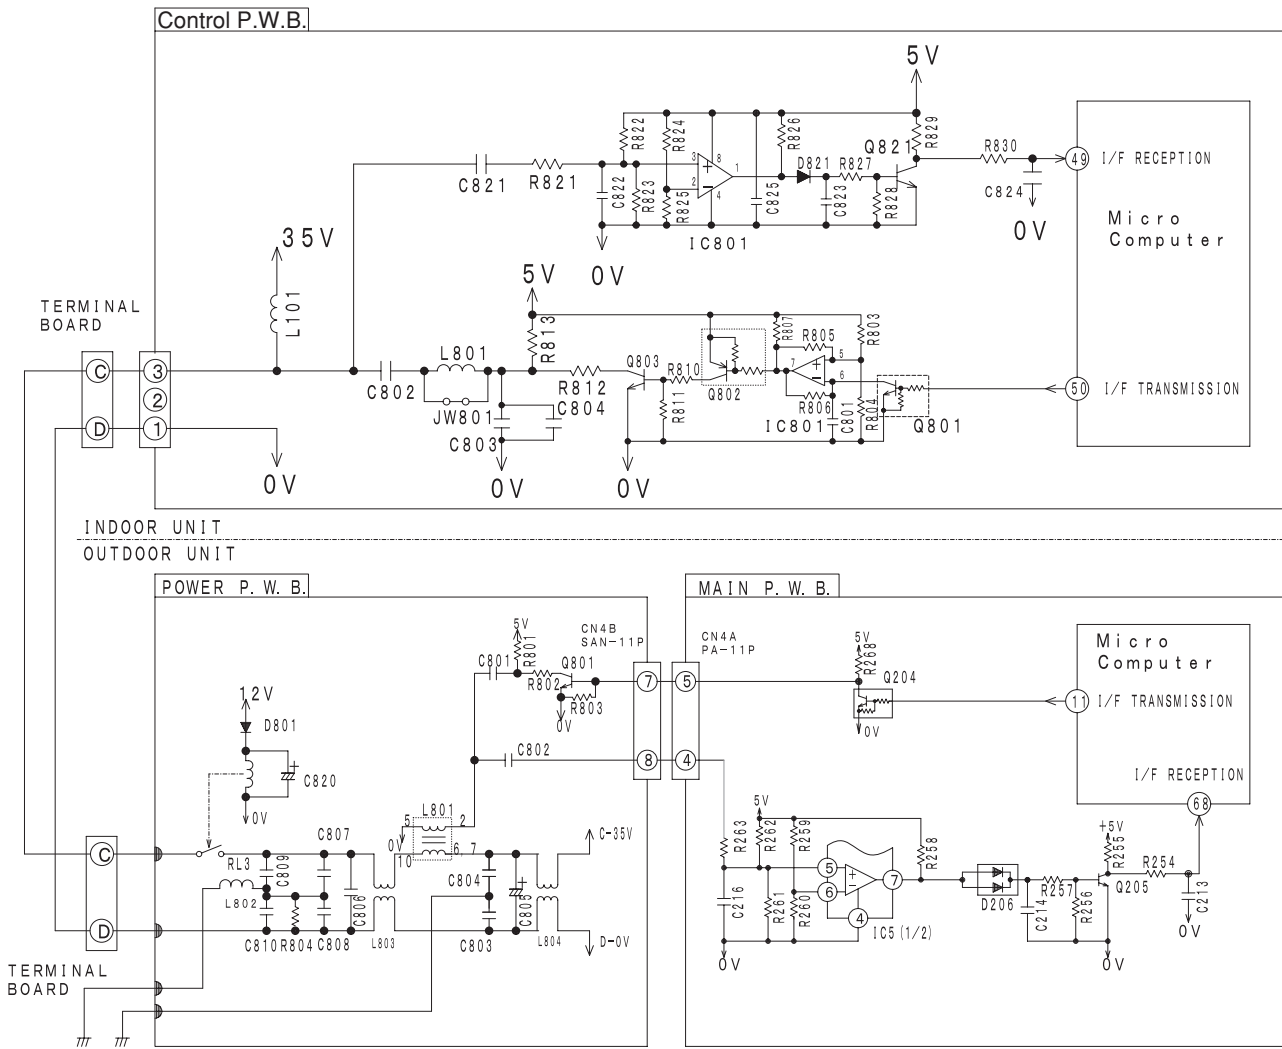 Control P.W.B.
5V
R822
R824
R826
R829
Q821
R830
49
I/F RECEPTION
C821
R821
C822
R823
R825
3
2
8
4
1
+
−
IC801
C825
D821
R827
C823
R828
C824
0V
0V
Micro
Computer
35V
L101
5V
R813
TERMINAL
BOARD
C
D
3
2
1
C802
L801
JW801
C803
C804
R812
Q803
R810
R811
Q802
R807
R805
R803
7
5
6
+
−
R806
IC801
C801
R804
Q801
50
I/F TRANSMISSION
0V
0V
0V
INDOOR UNIT
OUTDOOR UNIT
POWER P. W. B.
MAIN P. W. B.
5V
R801
C801
R802
Q801
R803
0V
CN4B
SAN-11P
7
8
CN4A
PA-11P
5
4
5V
R268
Q204
0V
Micro
Computer
11
I/F TRANSMISSION
I/F RECEPTION
68
12V
D801
C820
0V
C802
L801
5
2
0V
10
6, 7
C-35V
D-0V
C
D
RL3
C809
C807
L802
C810
R804
C808
C806
L803
C804
C803
C805
L804
TERMINAL
BOARD
5V
R263
R262
R259
C216
R261
R260
5
6
7
4
+
−
IC5 (1/2)
R258
D206
C214
R257
R256
Q205
+5V
R255
R254
C213
0V
0V
0V